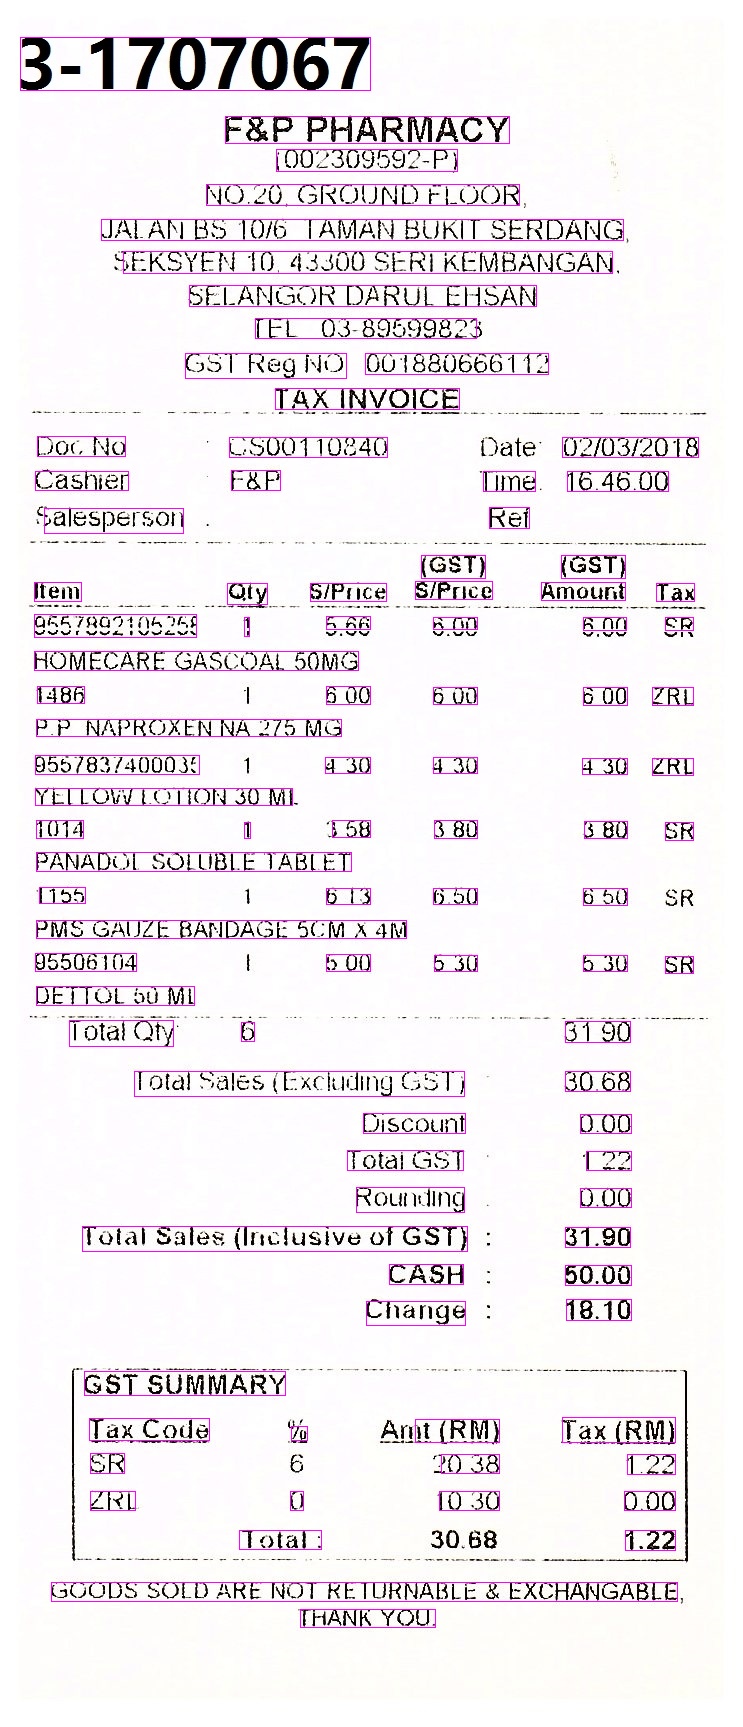 3-1707067
F&P PHARMACY
(002309592-P)
NO.20, GROUND FLOOR,
JALAN BS 10/6 TAMAN BUKIT SERDANG,
SEKSYEN 10, 43300 SERI KEMBANGAN,
SELANGOR DARUL EHSAN
TEL 03-89599823
GST Reg NO 001880666112
TAX INVOICE
Doc No : CS00110840 Date: 02/03/2018
Cashier F&P Time: 16:46:00
Salesperson : Ref
(GST) (GST)
Item Qty S/Price S/Price Amount Tax
1 5.66 6.00 6.00 SR
HOMECARE GASCOAL 50MG
1486 1 6.00 6.00 6.00 ZRL
P.P. NAPROXEN NA 275 MG
1 4.30 4.30 4.30 ZRL
YELLOW LOTION 30 ML
1014 1 3.58 3.80 3.80 SR
PANADOL SOLUBLE TABLET
1155 1 6.13 6.50 6.50 SR
PMS GAUZE BANDAGE 5CM X 4M
95506104 1 5.00 5.30 5.30 SR
DETTOL 50 ML
Total Qty 6 31.90
Total Sales (Excluding GST) : 30.68
Discount : 0.00
Total GST : 1.22
Rounding : 0.00
Total Sales (Inclusive of GST) : 31.90
CASH : 50.00
Change : 18.10
GST SUMMARY
Tax Code % Amt (RM) Tax (RM)
SR 6 20.38 1.22
ZRL 0 10.30 0.00
Total : 30.68 1.22
GOODS SOLD ARE NOT RETURNABLE & EXCHANGABLE,
THANK YOU.